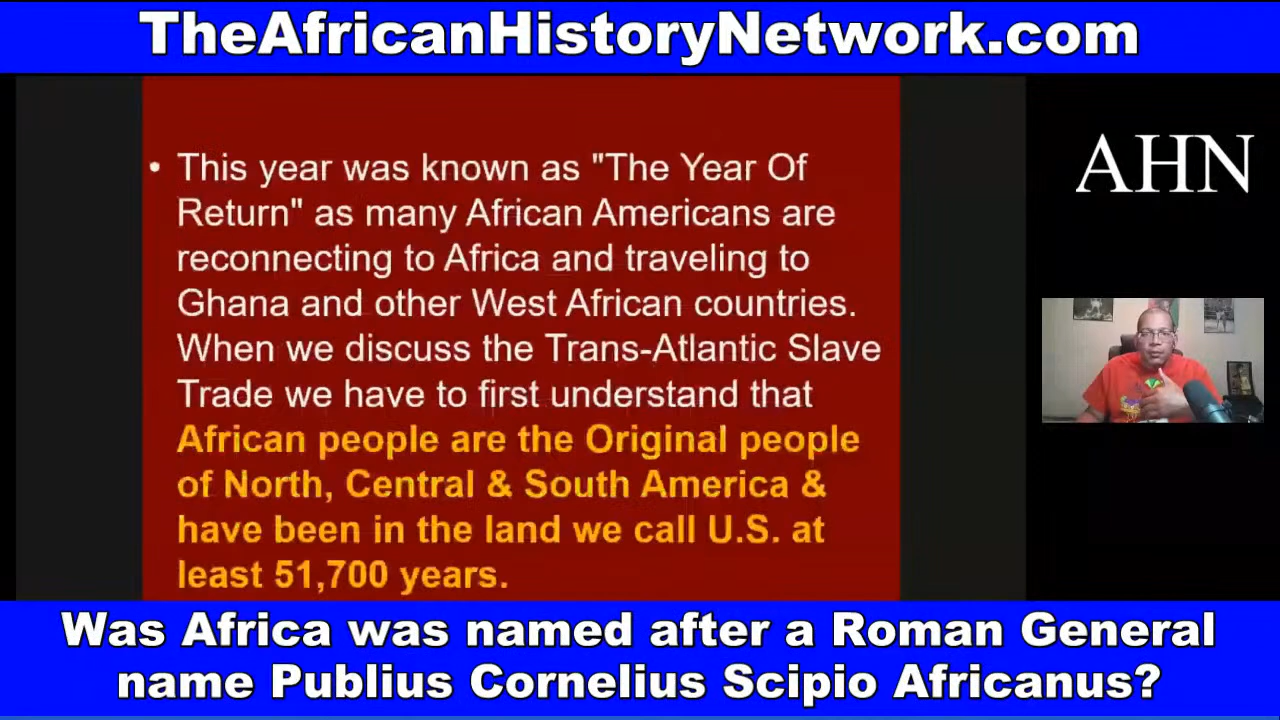 TheAfricanHistoryNetwork.com
AHN
• This year was known as "The Year Of
Return" as many African Americans are
reconnecting to Africa and traveling to
Ghana and other West African countries.
When we discuss the Trans-Atlantic Slave
Trade we have to first understand that
African people are the Original people
of North, Central & South America &
have been in the land we call U.S. at
least 51,700 years.
Was Africa was named after a Roman General
name Publius Cornelius Scipio Africanus?